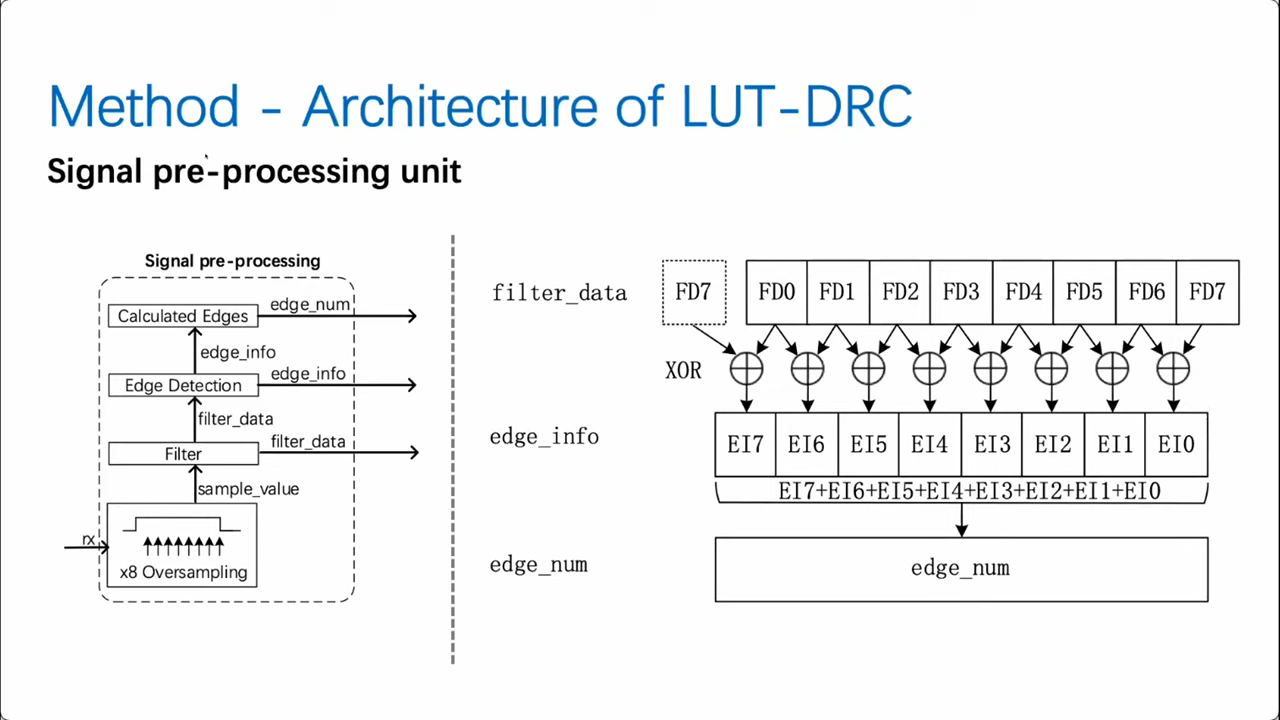 Method - Architecture of LUT-DRC
Signal pre-processing unit
Signal pre-processing
Calculated Edges
edge_num
edge_info
Edge Detection
edge_info
filter_data
Filter
filter_data
sample_value
rx
x8 Oversampling
filter_data
FD7 FD0 FD1 FD2 FD3 FD4 FD5 FD6 FD7
XOR
edge_info
EI7 EI6 EI5 EI4 EI3 EI2 EI1 EI0
EI7+EI6+EI5+EI4+EI3+EI2+EI1+EI0
edge_num
edge_num